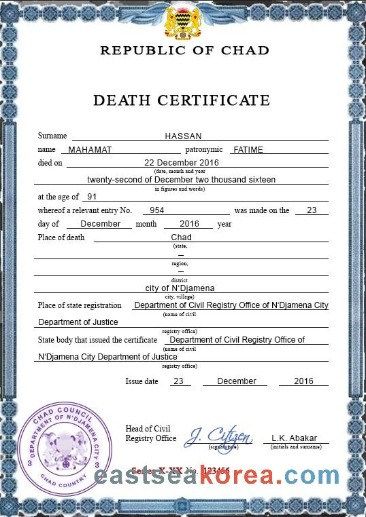 REPUBLIC OF CHAD
DEATH CERTIFICATE
Surname HASSAN
name MAHAMAT patronymic FATIME
died on 22 December 2016
(date, month and year
twenty-second of December two thousand sixteen
in figures and words)
at the age of 91
whereof a relevant entry No. 954 was made on the 23
day of December month 2016 year
Place of death Chad
(state,
—
region,
—
district
city of N'Djamena
city, village)
Place of state registration Department of Civil Registry Office of N'Djamena City
(name of civil
Department of Justice
registry office)
State body that issued the certificate Department of Civil Registry Office of
(name of civil
N'Djamena City Department of Justice
registry office)
Issue date 23 December 2016
Head of Civil
Registry Office J. Citizen L.K. Abakar
(signature) (initials and surname)
CHAD COUNCIL
DEPARTMENT OF N'DJAMENA CITY
3 3
CHAD COUNTRY
Series X-XX No. 123456
eastseakorea.com